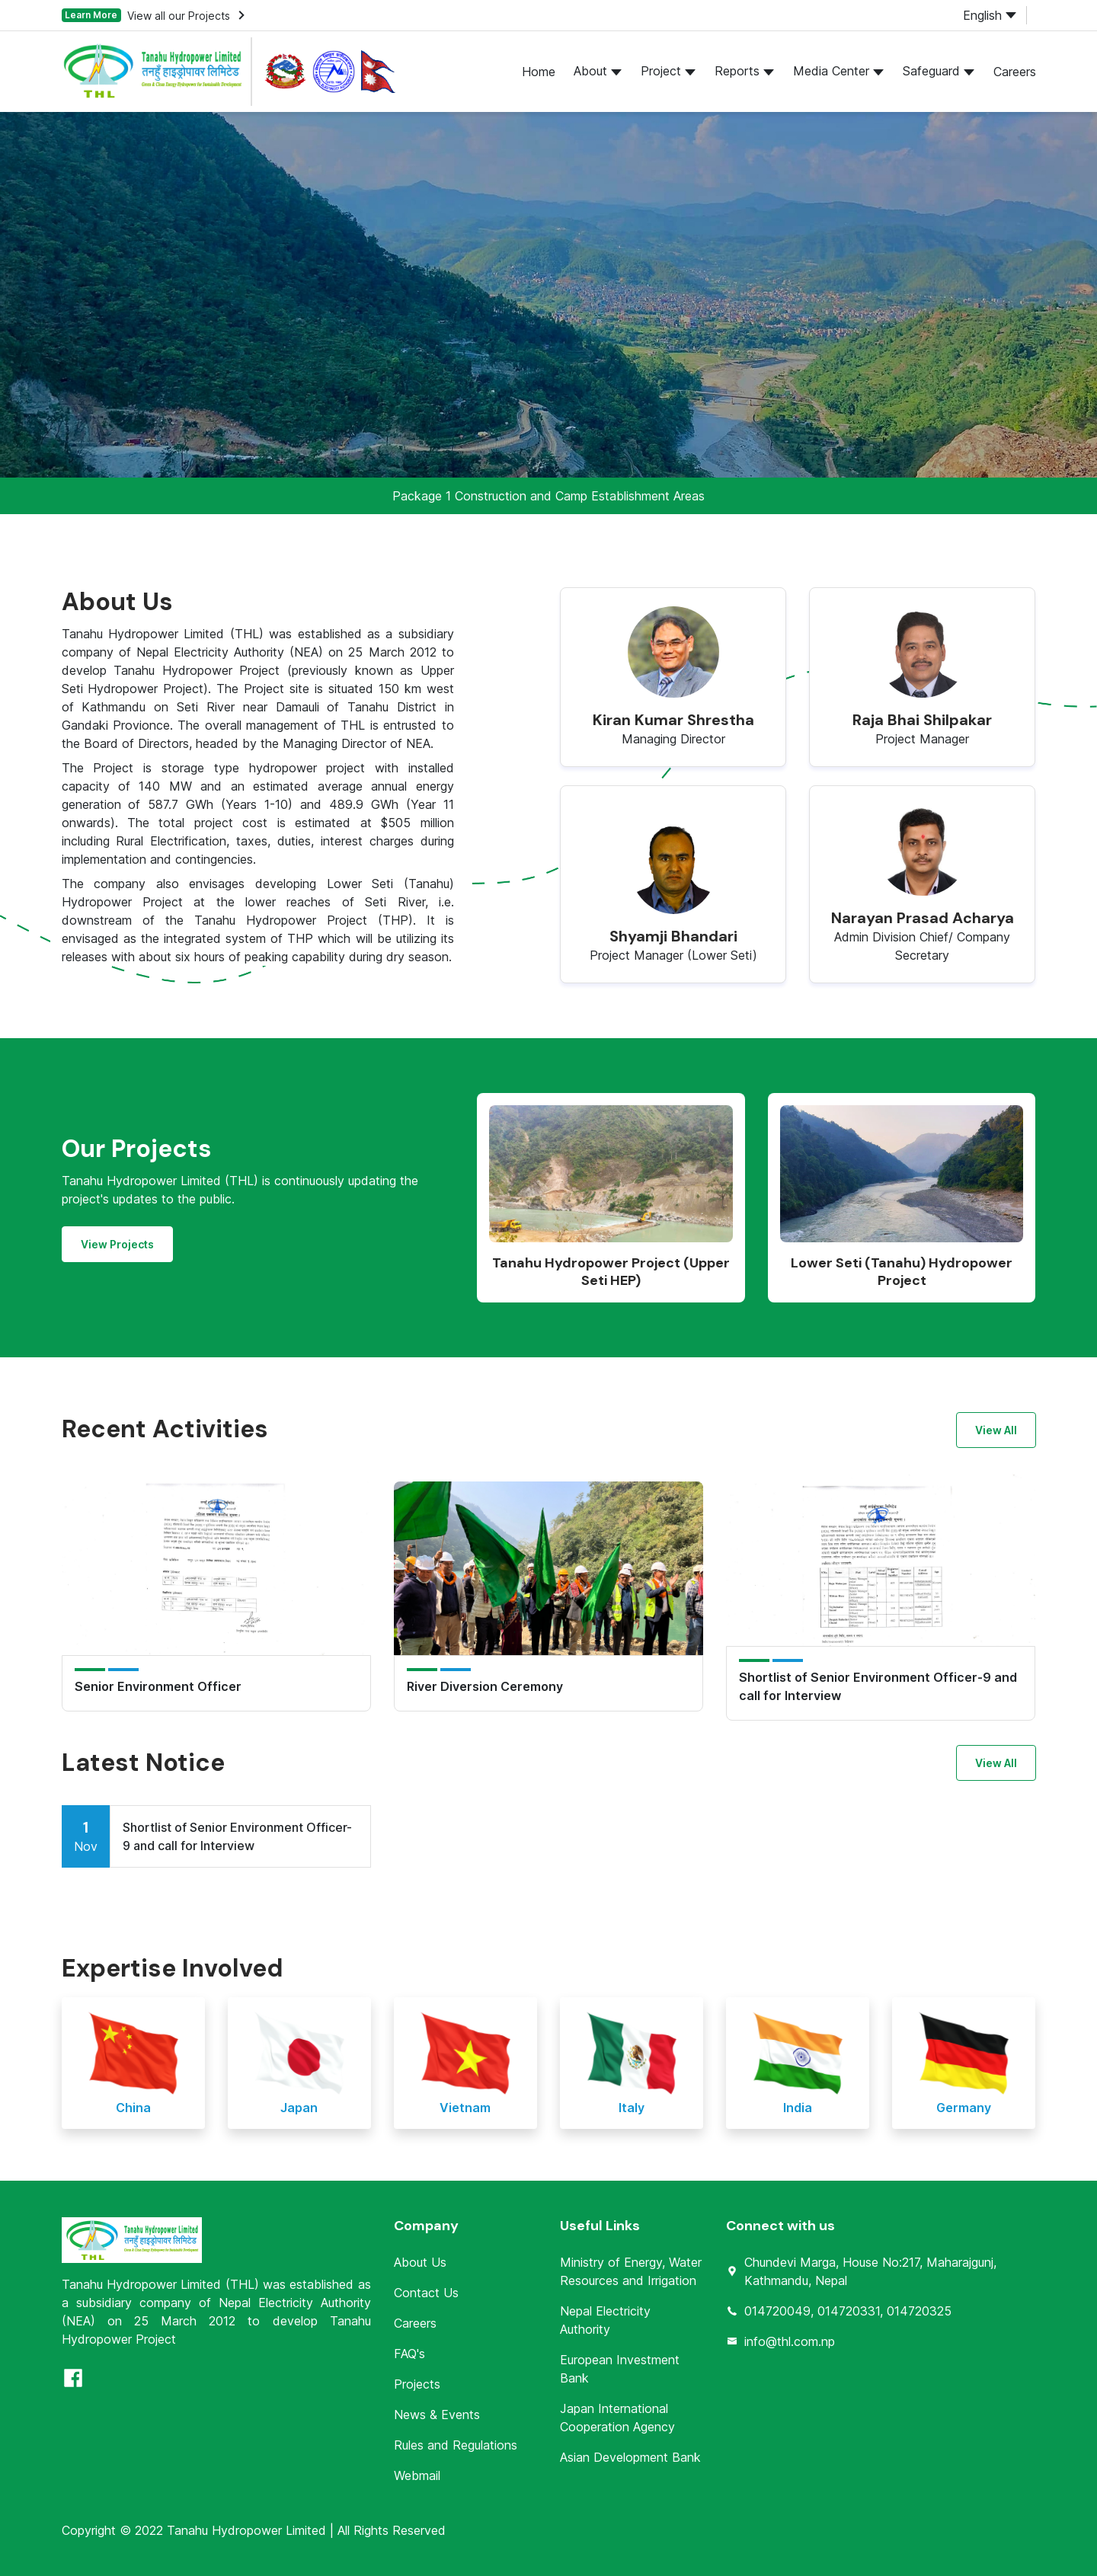 Learn More View all our Projects
English
Tanahu Hydropower Limited
तनहुँ हाइड्रोपावर लिमिटेड
THL
Home About Project Reports Media Center Safeguard Careers
Package 1 Construction and Camp Establishment Areas
About Us
Tanahu Hydropower Limited (THL) was established as a subsidiary
company of Nepal Electricity Authority (NEA) on 25 March 2012 to
develop Tanahu Hydropower Project (previously known as Upper
Seti Hydropower Project). The Project site is situated 150 km west
of Kathmandu on Seti River near Damauli of Tanahu District in
Gandaki Provionce. The overall management of THL is entrusted to
the Board of Directors, headed by the Managing Director of NEA.
The Project is storage type hydropower project with installed
capacity of 140 MW and an estimated average annual energy
generation of 587.7 GWh (Years 1-10) and 489.9 GWh (Year 11
onwards). The total project cost is estimated at $505 million
including Rural Electrification, taxes, duties, interest charges during
implementation and contingencies.
The company also envisages developing Lower Seti (Tanahu)
Hydropower Project at the lower reaches of Seti River, i.e.
downstream of the Tanahu Hydropower Project (THP). It is
envisaged as the integrated system of THP which will be utilizing its
releases with about six hours of peaking capability during dry season.
Kiran Kumar Shrestha
Managing Director
Raja Bhai Shilpakar
Project Manager
Shyamji Bhandari
Project Manager (Lower Seti)
Narayan Prasad Acharya
Admin Division Chief/ Company
Secretary
Our Projects
Tanahu Hydropower Limited (THL) is continuously updating the
project's updates to the public.
View Projects
Tanahu Hydropower Project (Upper
Seti HEP)
Lower Seti (Tanahu) Hydropower
Project
Recent Activities
View All
Senior Environment Officer
River Diversion Ceremony
Shortlist of Senior Environment Officer-9 and
call for Interview
Latest Notice
View All
1
Nov
Shortlist of Senior Environment Officer-
9 and call for Interview
Expertise Involved
China
Japan
Vietnam
Italy
India
Germany
Tanahu Hydropower Limited
तनहुँ हाइड्रोपावर लिमिटेड
THL
Tanahu Hydropower Limited (THL) was established as
a subsidiary company of Nepal Electricity Authority
(NEA) on 25 March 2012 to develop Tanahu
Hydropower Project
Company
About Us
Contact Us
Careers
FAQ's
Projects
News & Events
Rules and Regulations
Webmail
Useful Links
Ministry of Energy, Water
Resources and Irrigation
Nepal Electricity
Authority
European Investment
Bank
Japan International
Cooperation Agency
Asian Development Bank
Connect with us
Chundevi Marga, House No:217, Maharajgunj,
Kathmandu, Nepal
014720049, 014720331, 014720325
info@thl.com.np
Copyright © 2022 Tanahu Hydropower Limited | All Rights Reserved